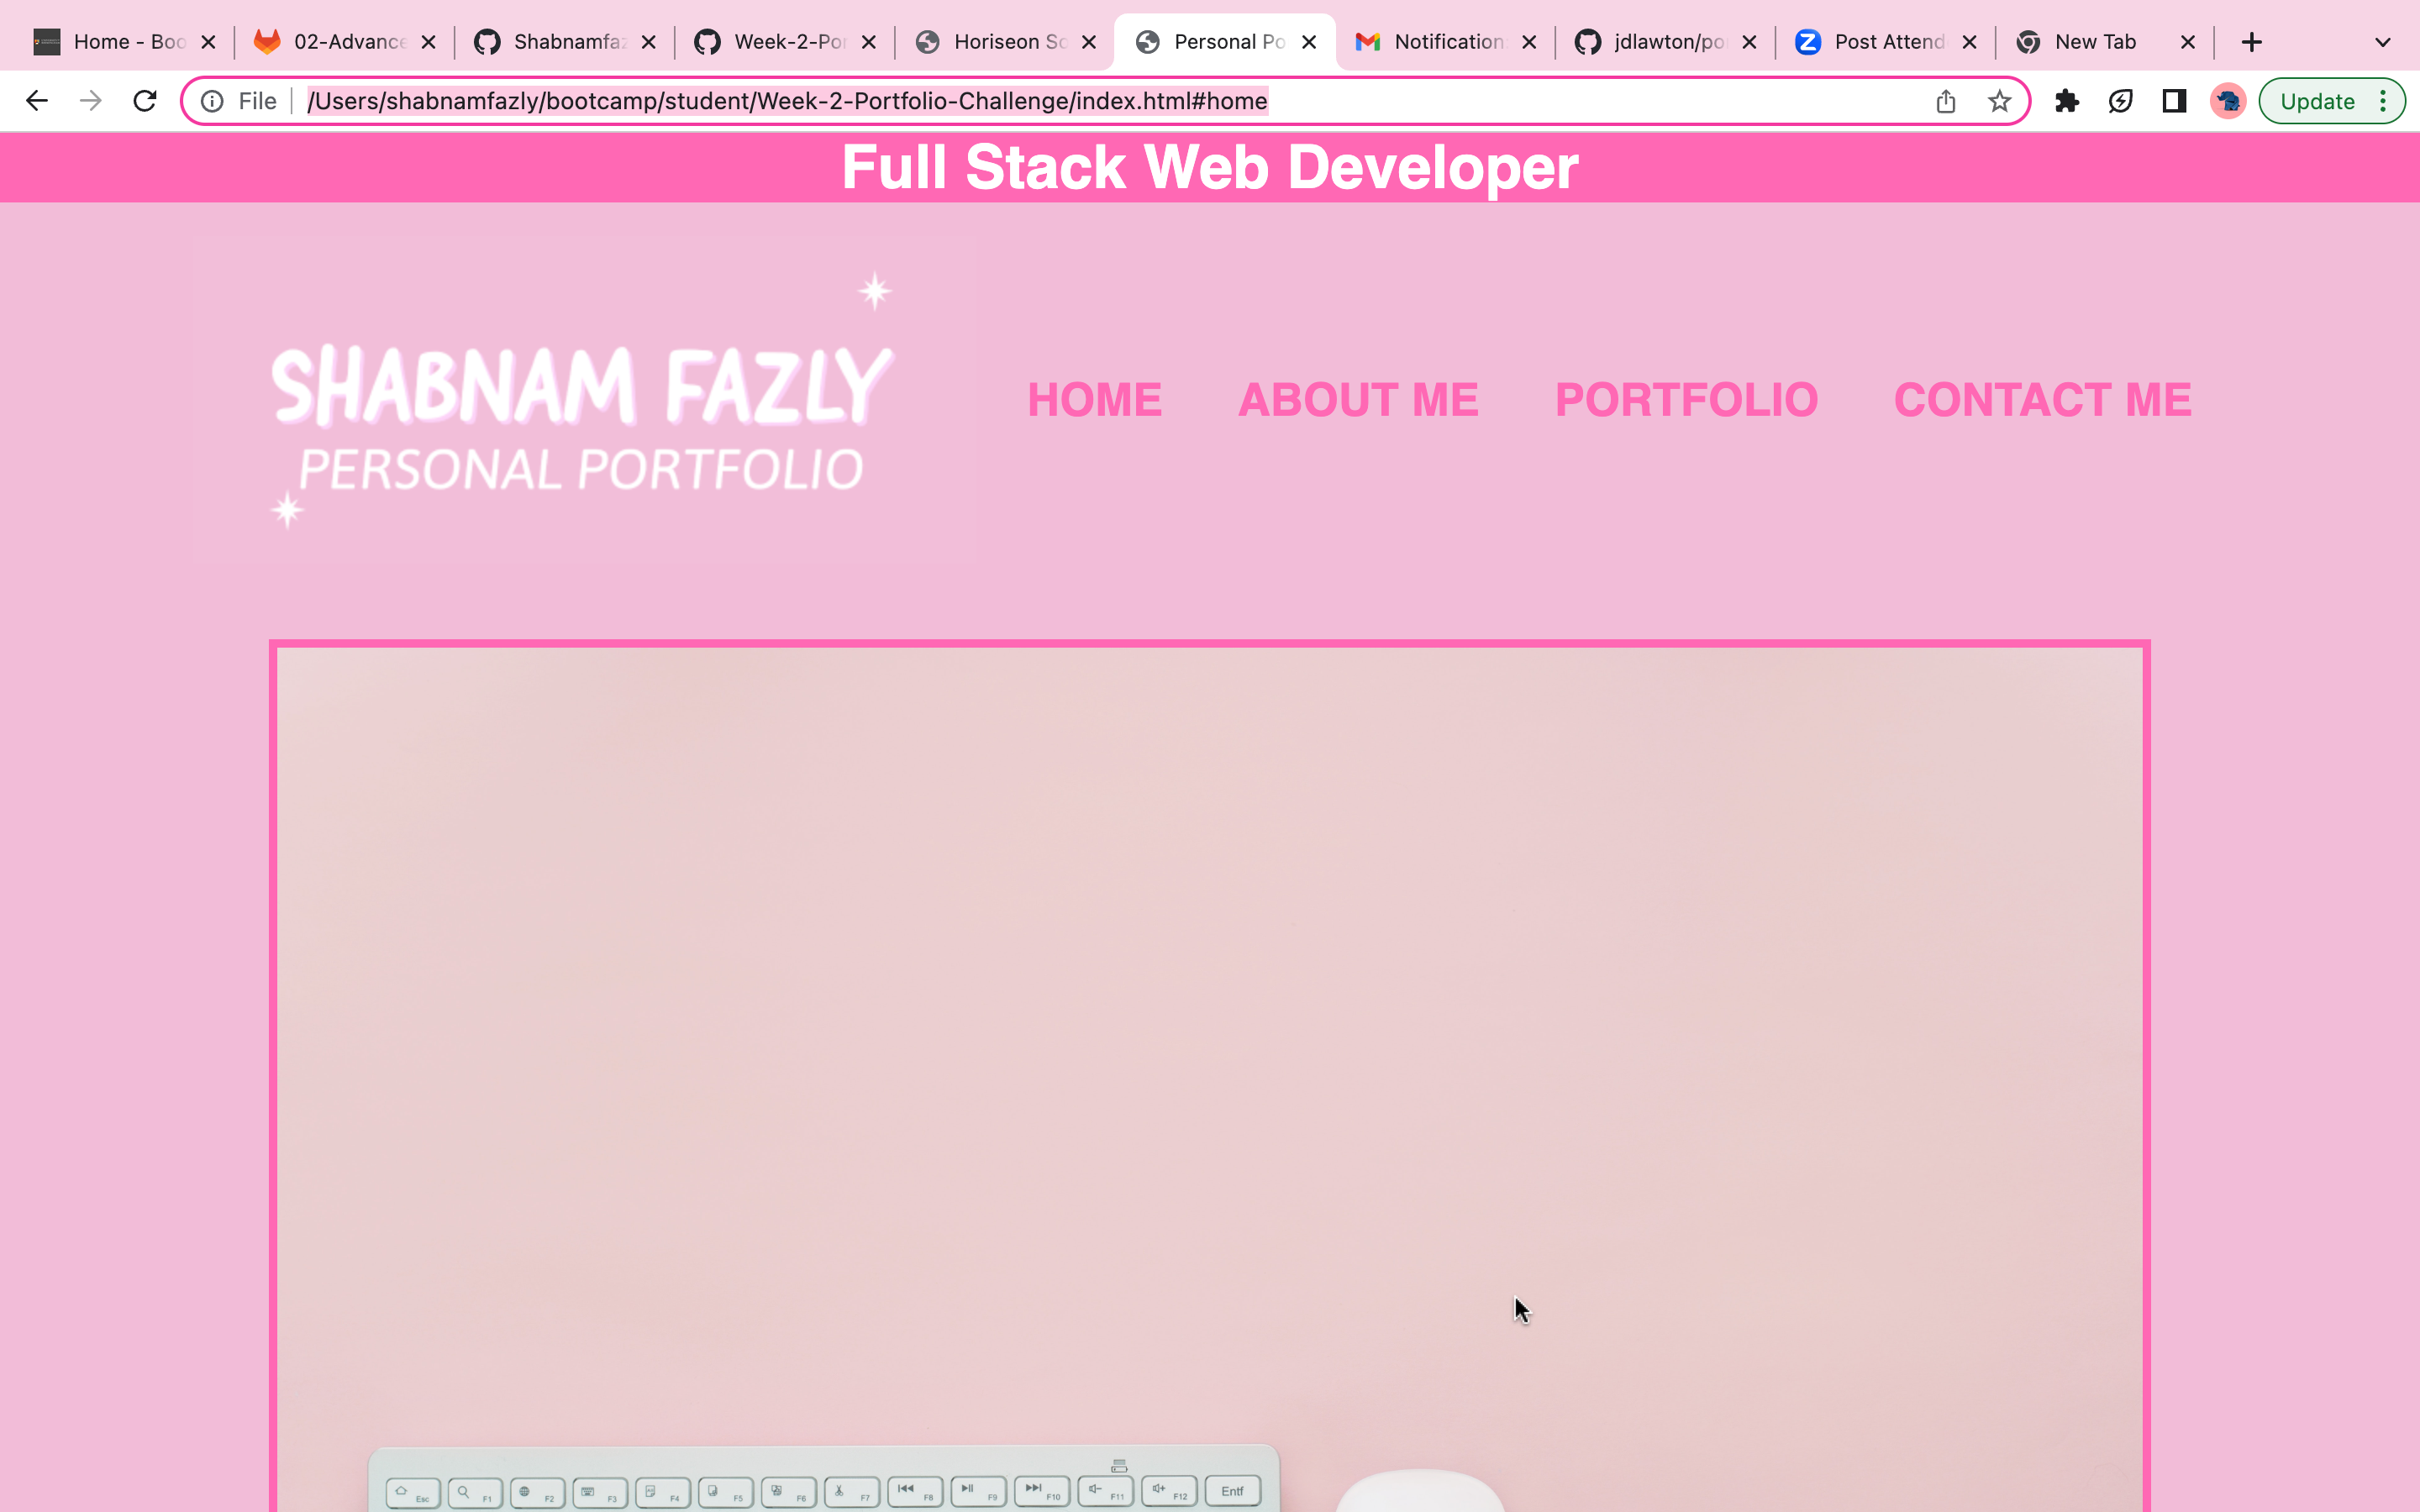 Home - Boo
02-Advance
Shabnamfaz
Week-2-Por
Horiseon So
Personal Po
Notification
jdlawton/po
Post Attend
New Tab
File
/Users/shabnamfazly/bootcamp/student/Week-2-Portfolio-Challenge/index.html#home
Update
Full Stack Web Developer
SHABNAM FAZLY
PERSONAL PORTFOLIO
HOME ABOUT ME PORTFOLIO CONTACT ME
Esc F1 F2 F3 F4 F5 F6 F7 F8 F9 F10 F11 F12 Entf